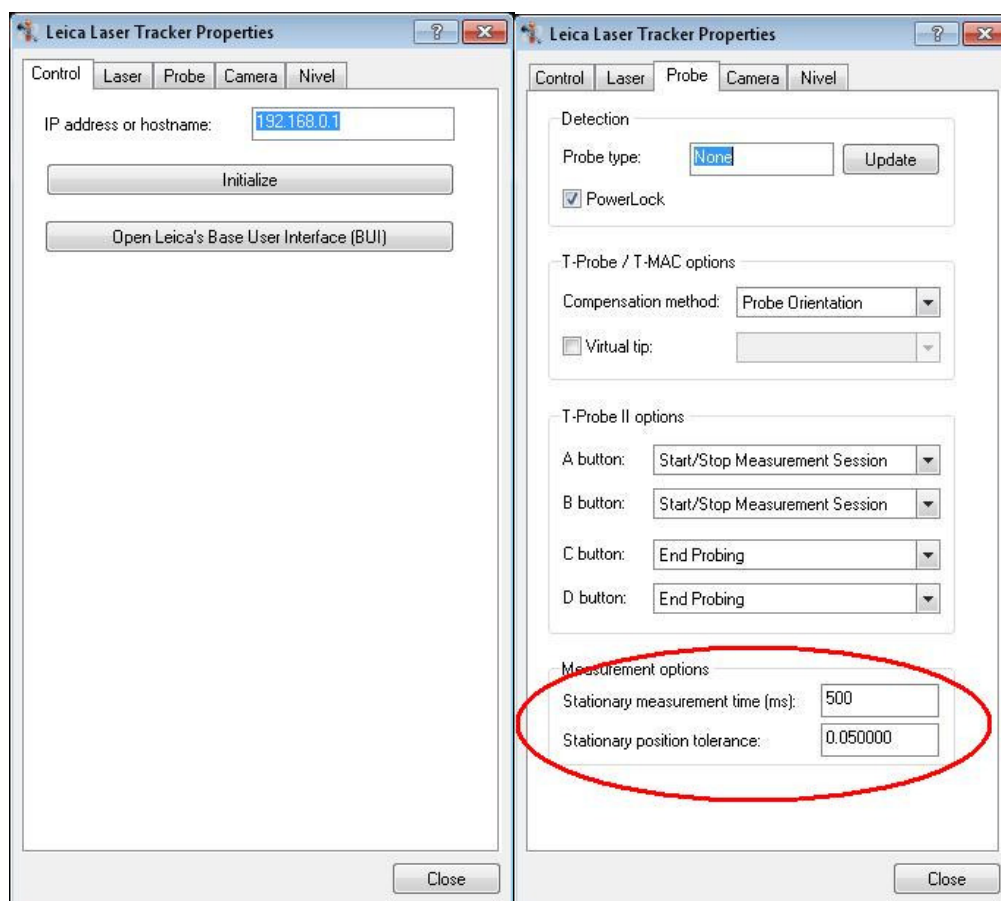 Leica Laser Tracker Properties
Control Laser Probe Camera Nivel
IP address or hostname: 192.168.0.1
Initialize
Open Leica's Base User Interface (BUI)
Close
Leica Laser Tracker Properties
Control Laser Probe Camera Nivel
Detection
Probe type: None Update
PowerLock
T-Probe / T-MAC options
Compensation method: Probe Orientation
Virtual tip:
T-Probe II options
A button: Start/Stop Measurement Session
B button: Start/Stop Measurement Session
C button: End Probing
D button: End Probing
Measurement options
Stationary measurement time (ms): 500
Stationary position tolerance: 0.050000
Close